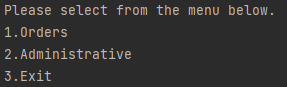 Please select from the menu below.
1.Orders
2.Administrative
3.Exit